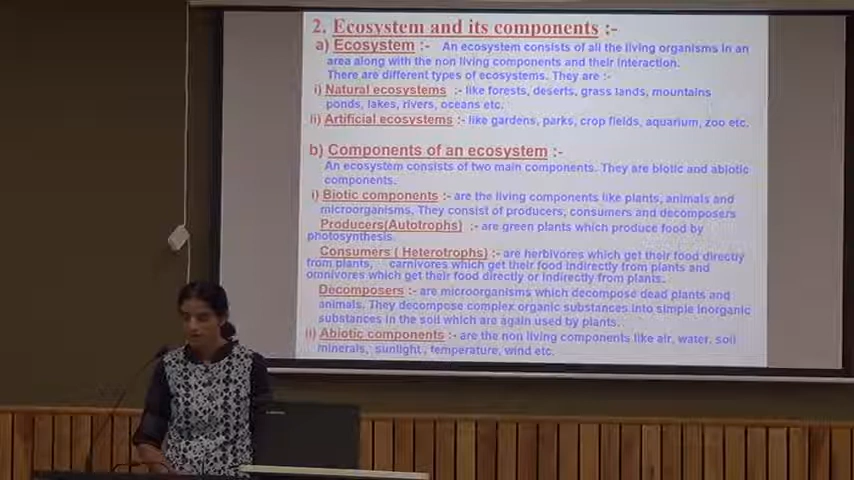 2. Ecosystem and its components :-
a) Ecosystem :- An ecosystem consists of all the living organisms in an
area along with the non living components and their interaction.
There are different types of ecosystems. They are :-
i) Natural ecosystems :- like forests, deserts, grass lands, mountains
ponds, lakes, rivers, oceans etc.
ii) Artificial ecosystems :- like gardens, parks, crop fields, aquarium, zoo etc.
b) Components of an ecosystem :-
An ecosystem consists of two main components. They are biotic and abiotic
components.
i) Biotic components :- are the living components like plants, animals and
microorganisms. They consist of producers, consumers and decomposers
Producers(Autotrophs) :- are green plants which produce food by
photosynthesis.
Consumers ( Heterotrophs) :- are herbivores which get their food directly
from plants, carnivores which get their food indirectly from plants and
omnivores which get their food directly or indirectly from plants.
Decomposers :- are microorganisms which decompose dead plants and
animals. They decompose complex organic substances into simple inorganic
substances in the soil which are again used by plants.
ii) Abiotic components :- are the non living components like air, water, soil
minerals, sunlight , temperature, wind etc.